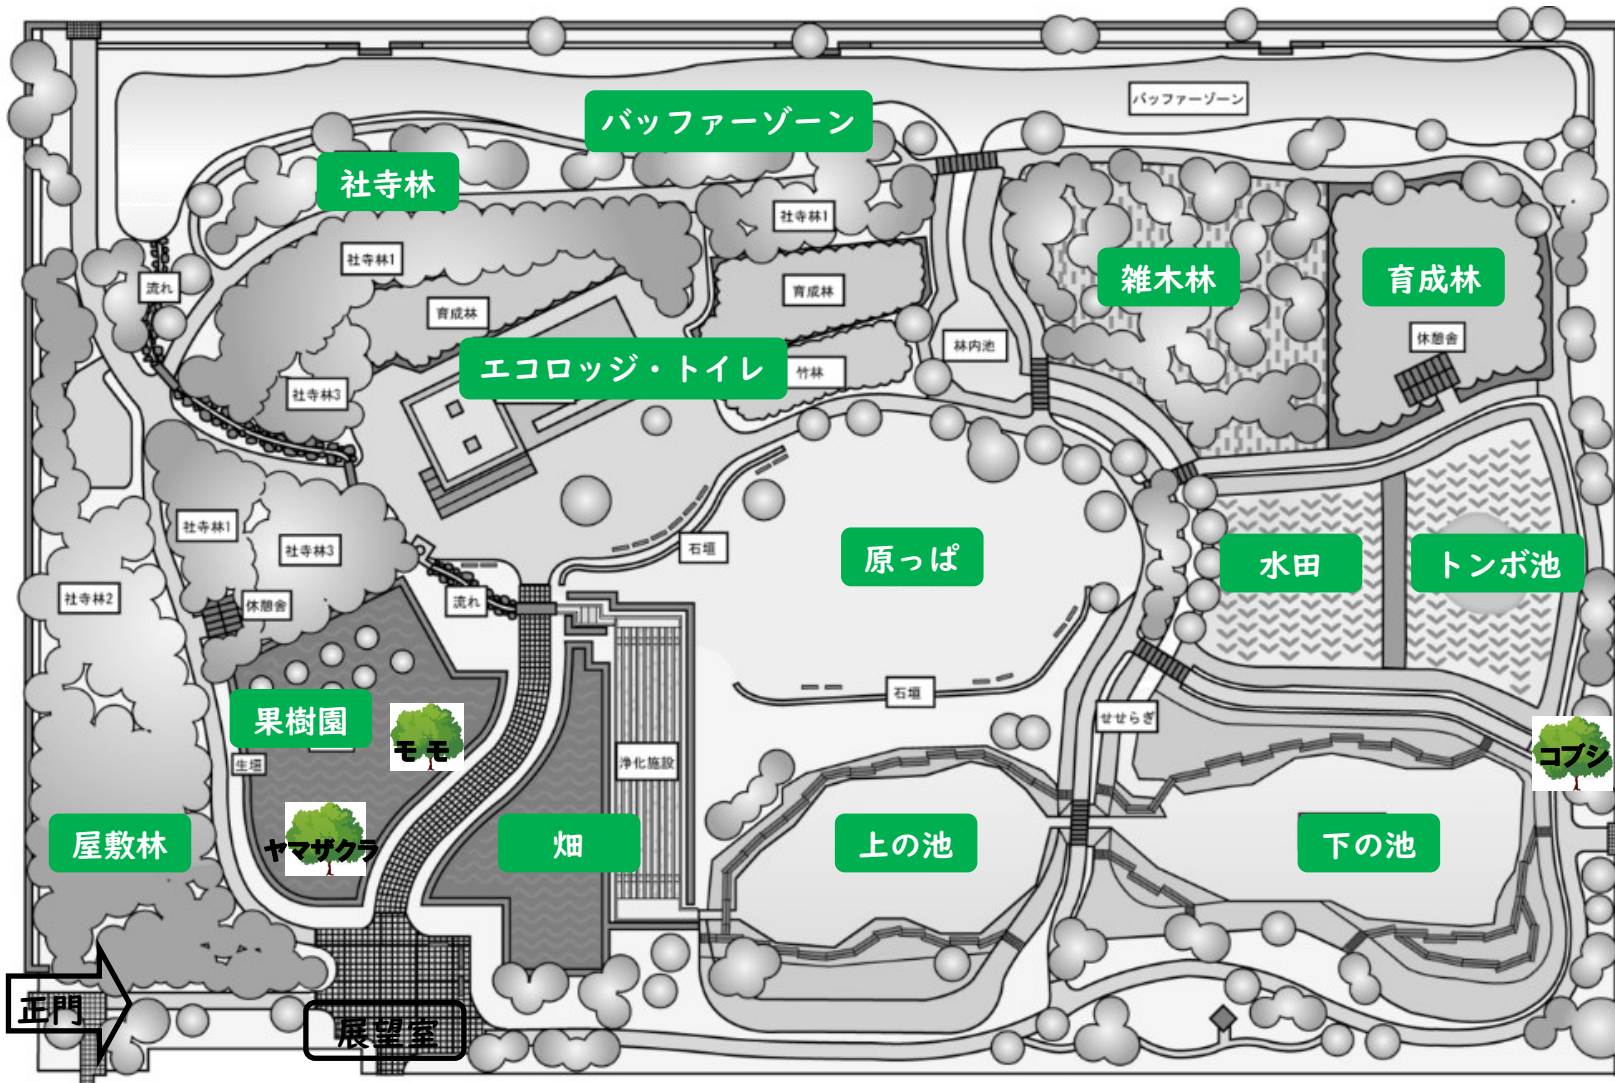 バッファーゾーン
バッファーゾーン
社寺林
社寺林1
社寺林1
雑木林
育成林
流れ
育成林
育成林
休憩舎
林内池
エコロッジ・トイレ
竹林
社寺林3
社寺林1
社寺林3
石垣
原っぱ
水田
トンボ池
社寺林2
休憩舎
流れ
石垣
果樹園
モモ
せせらぎ
コブシ
生垣
浄化施設
屋敷林
ヤマザクラ
畑
上の池
下の池
正門
展望室